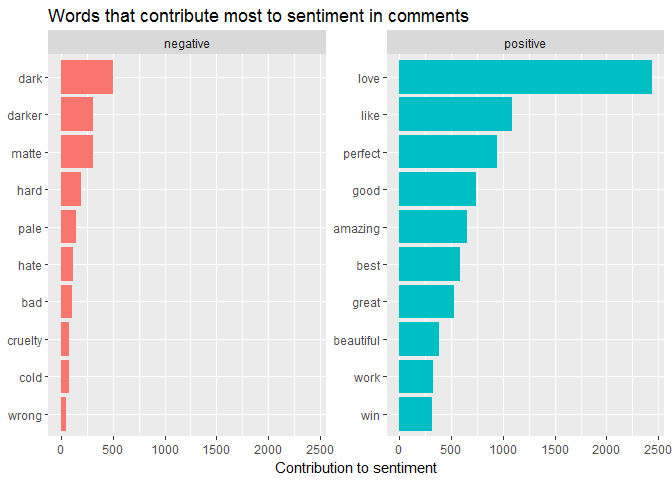 Words that contribute most to sentiment in comments
negative
positive
dark
darker
matte
hard
pale
hate
bad
cruelty
cold
wrong
love
like
perfect
good
amazing
best
great
beautiful
work
win
0 500 1000 1500 2000 2500
0 500 1000 1500 2000 2500
Contribution to sentiment